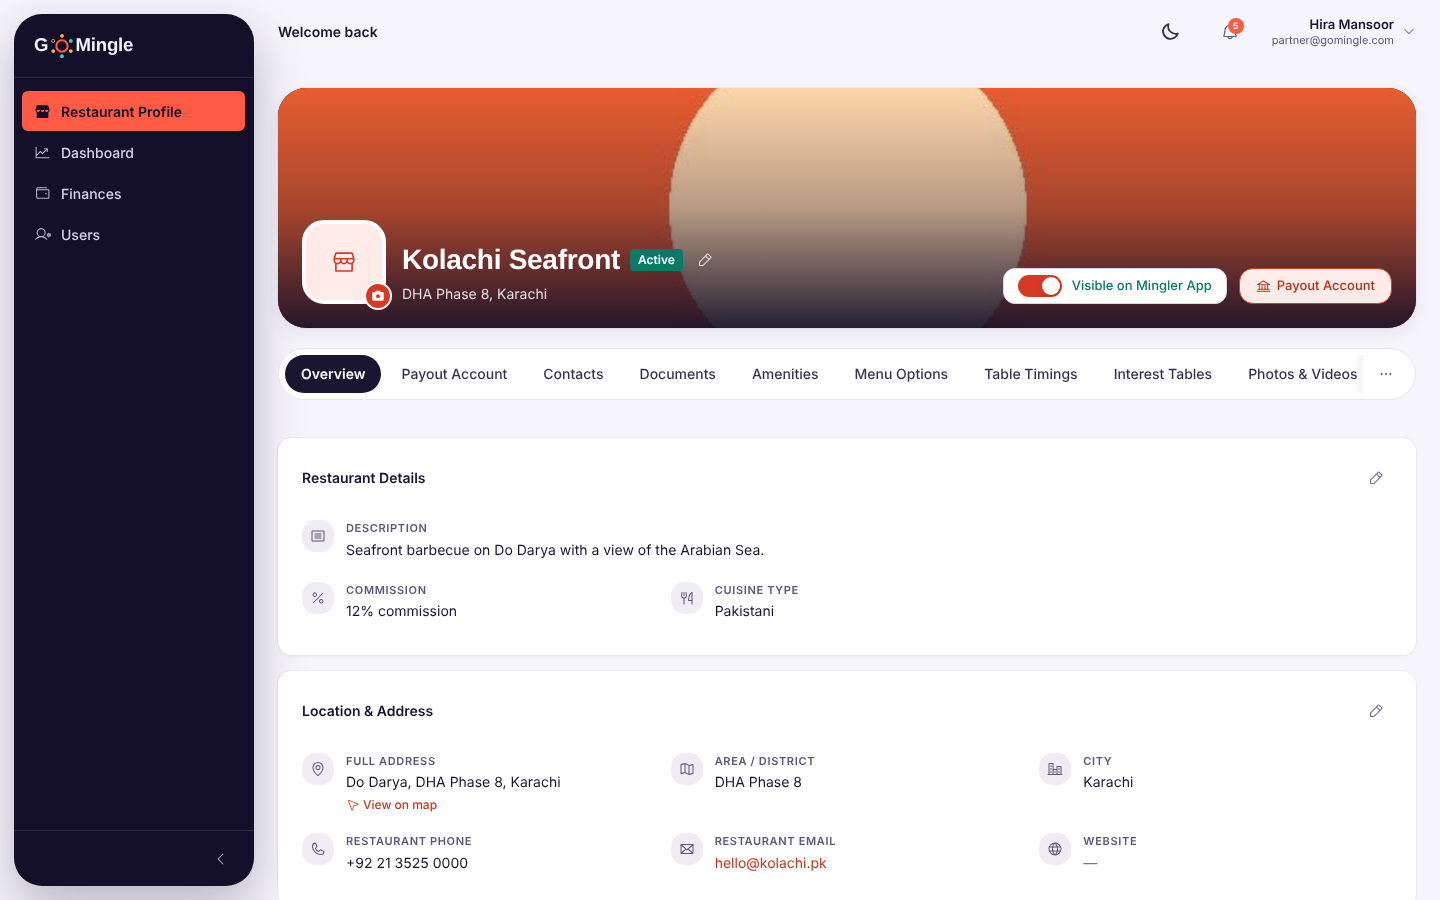 GoMingle
Welcome back
5
Hira Mansoor
partner@gomingle.com
Restaurant Profile
Dashboard
Finances
Users
Kolachi Seafront
Active
DHA Phase 8, Karachi
Visible on Mingler App
Payout Account
Overview
Payout Account
Contacts
Documents
Amenities
Menu Options
Table Timings
Interest Tables
Photos & Videos
Restaurant Details
DESCRIPTION
Seafront barbecue on Do Darya with a view of the Arabian Sea.
COMMISSION
12% commission
CUISINE TYPE
Pakistani
Location & Address
FULL ADDRESS
Do Darya, DHA Phase 8, Karachi
View on map
AREA / DISTRICT
DHA Phase 8
CITY
Karachi
RESTAURANT PHONE
+92 21 3525 0000
RESTAURANT EMAIL
hello@kolachi.pk
WEBSITE
—